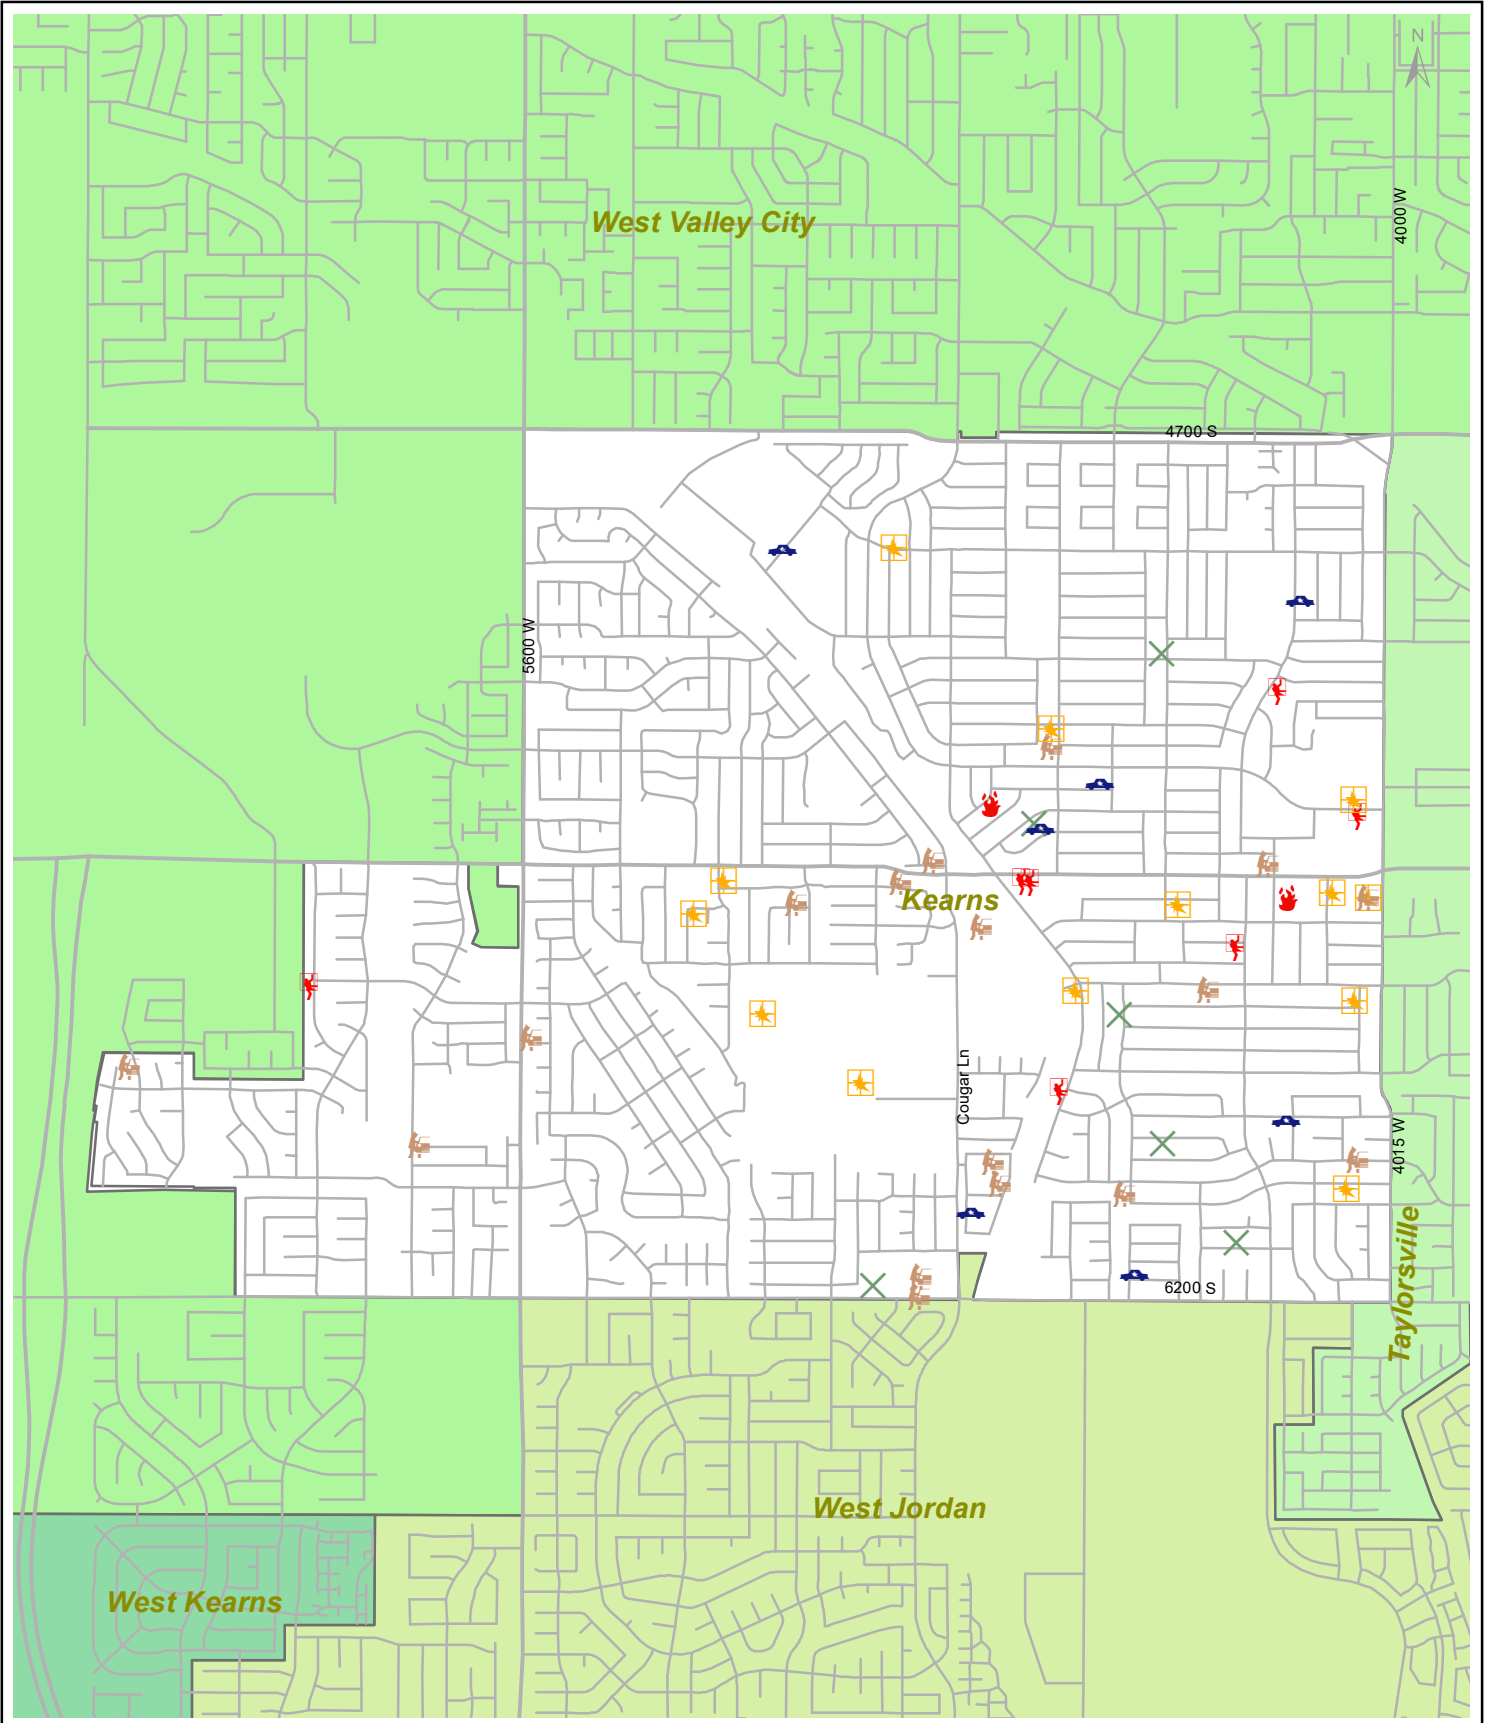 N
4000 W
West Valley City
4700 S
5600 W
Kearns
Cougar Ln
4015 W
Taylorsville
6200 S
West Jordan
West Kearns